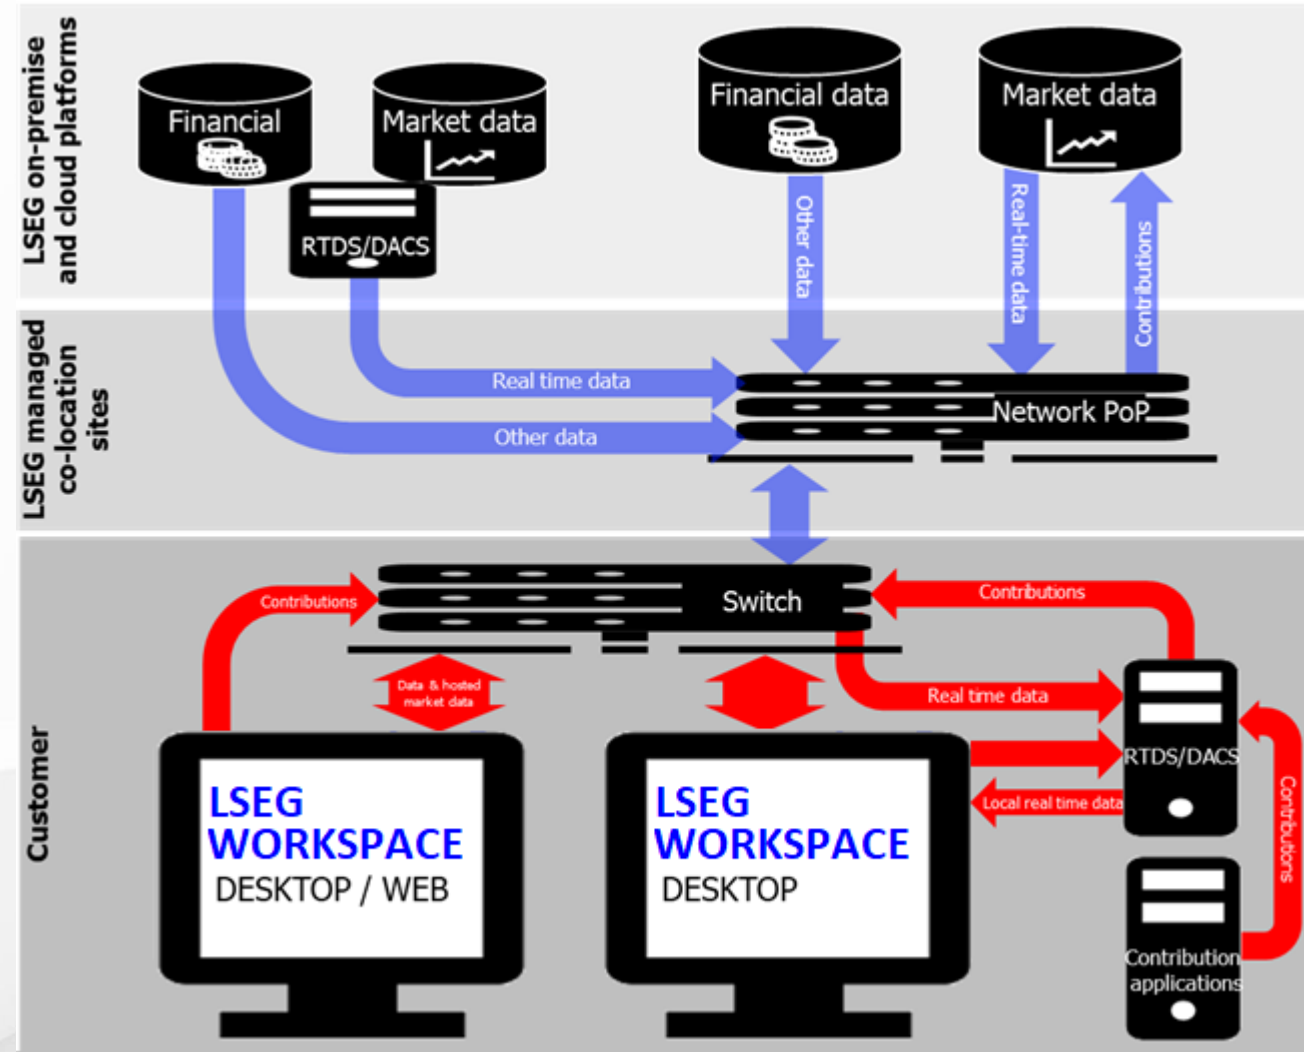 LSEG on-premise
and cloud platforms
Financial
Market data
RTDS/DACS
Financial data
Market data
Other data
Real-time data
Contributions
LSEG managed
co-location
sites
Real time data
Other data
Network PoP
Customer
Switch
Contributions
Contributions
Data & hosted
market data
Real time data
RTDS/DACS
Local real time data
Contributions
LSEG
WORKSPACE
DESKTOP / WEB
LSEG
WORKSPACE
DESKTOP
Contribution
applications